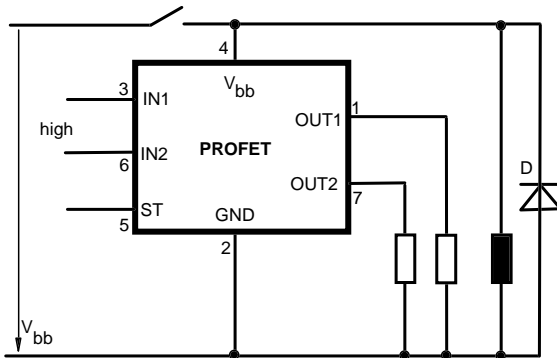 4
3
IN1
V bb
1
OUT1
high
PROFET
6
IN2
D
OUT2
7
ST
GND
5
2
V bb